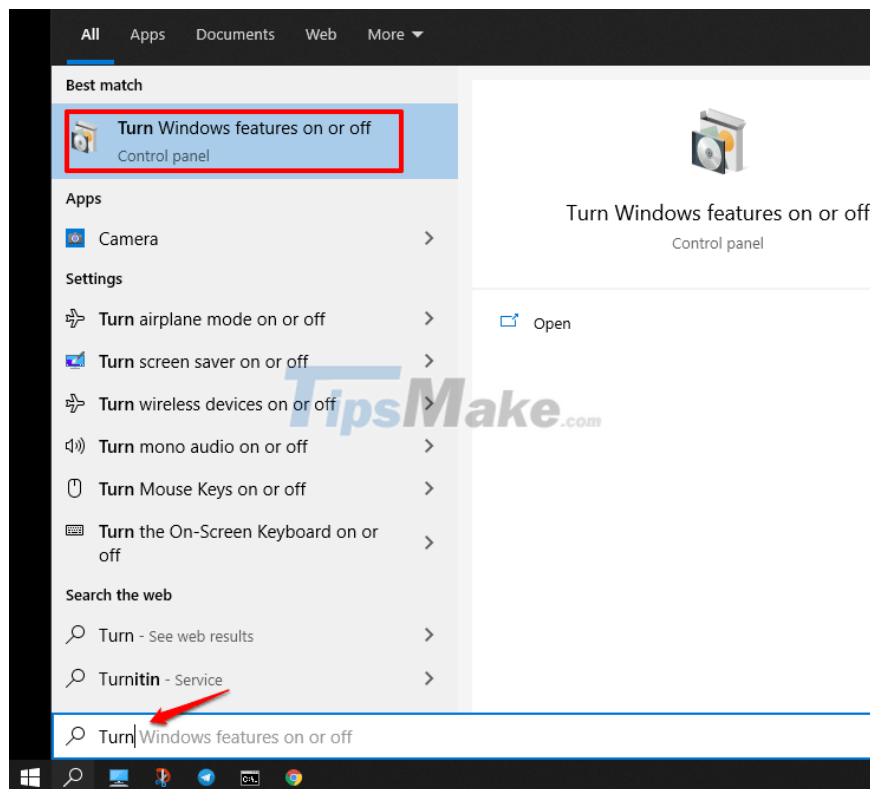 All Apps Documents Web More
Best match
Turn Windows features on or off
Control panel
Apps
Camera
Settings
Turn airplane mode on or off
Turn screen saver on or off
Turn wireless devices on or off
Turn mono audio on or off
Turn Mouse Keys on or off
Turn the On-Screen Keyboard on or
off
Search the web
Turn - See web results
Turnitin - Service
Turn Windows features on or off
Turn Windows features on or off
Control panel
Open
TipsMake.com
C:\.